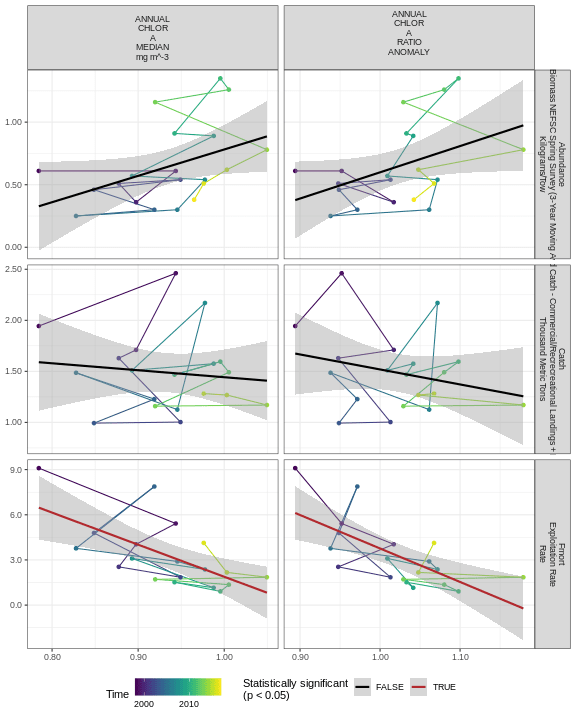 ANNUAL
CHLOR
A
MEDIAN
mg m^-3
ANNUAL
CHLOR
A
RATIO
ANOMALY
1.00
0.50
0.00
Abundance
Biomass NEFSC Spring Survey (3-Year Moving
Kilograms/Tow
2.50
2.00
1.50
1.00
Catch
Catch - Commercial/Recreational Landings +
Thousand Metric Tons
9.0
6.0
3.0
0.0
Fmort
Exploitation Rate
Rate
0.80
0.90
1.00
0.90
1.00
1.10
Time
2000
2010
Statistically significant
(p < 0.05)
FALSE
TRUE